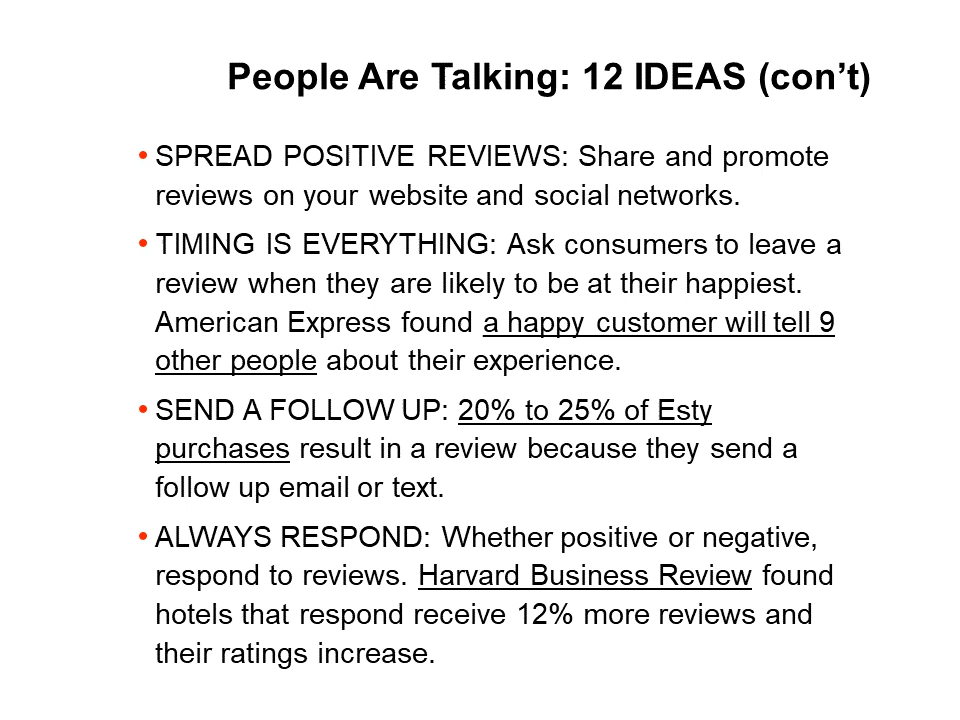 People Are Talking: 12 IDEAS (con’t)
• SPREAD POSITIVE REVIEWS: Share and promote
reviews on your website and social networks.
• TIMING IS EVERYTHING: Ask consumers to leave a
review when they are likely to be at their happiest.
American Express found a happy customer will tell 9
other people about their experience.
• SEND A FOLLOW UP: 20% to 25% of Esty
purchases result in a review because they send a
follow up email or text.
• ALWAYS RESPOND: Whether positive or negative,
respond to reviews. Harvard Business Review found
hotels that respond receive 12% more reviews and
their ratings increase.